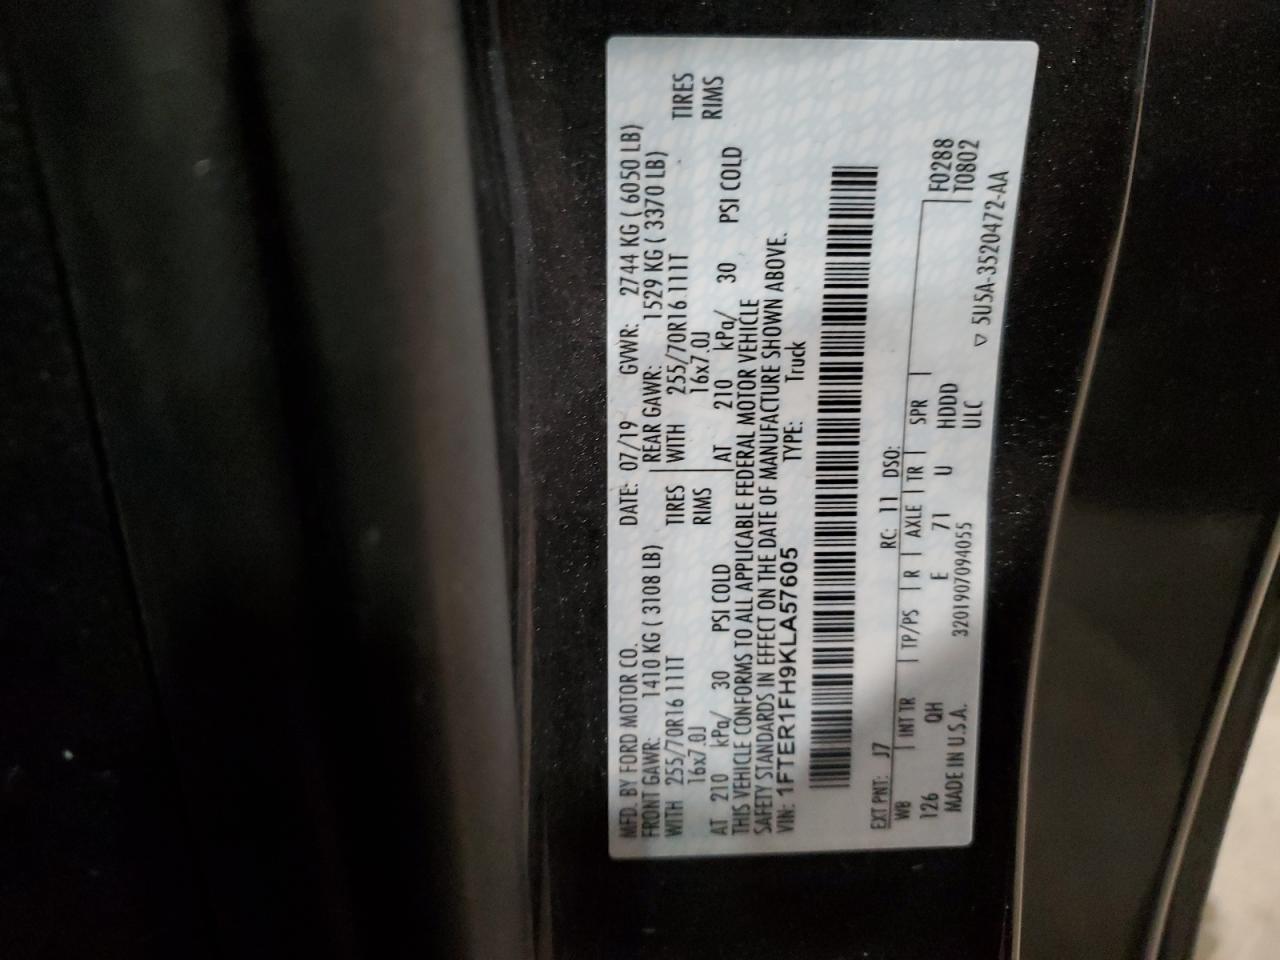 MFD. BY FORD MOTOR CO. DATE: 07/19 GVWR: 2744 KG ( 6050 LB)
FRONT GAWR: 1410 KG ( 3108 LB) REAR GAWR: 1529 KG ( 3370 LB)
WITH 255/70R16 111T TIRES WITH 255/70R16 111T TIRES
16x7.0J RIMS 16x7.0J RIMS
AT 210 kPa/ 30 PSI COLD AT 210 kPa/ 30 PSI COLD
THIS VEHICLE CONFORMS TO ALL APPLICABLE FEDERAL MOTOR VEHICLE
SAFETY STANDARDS IN EFFECT ON THE DATE OF MANUFACTURE SHOWN ABOVE.
VIN: 1FTER1FH9KLA57605 TYPE: Truck
EXT PNT: J7 RC: 11 DSO:
WB INT TR TP/PS R AXLE TR SPR F0288
126 QH E 7I U HDDD T0802
MADE IN U.S.A. 3201907094055 ULC
▽ 5U5A-3520472-AA